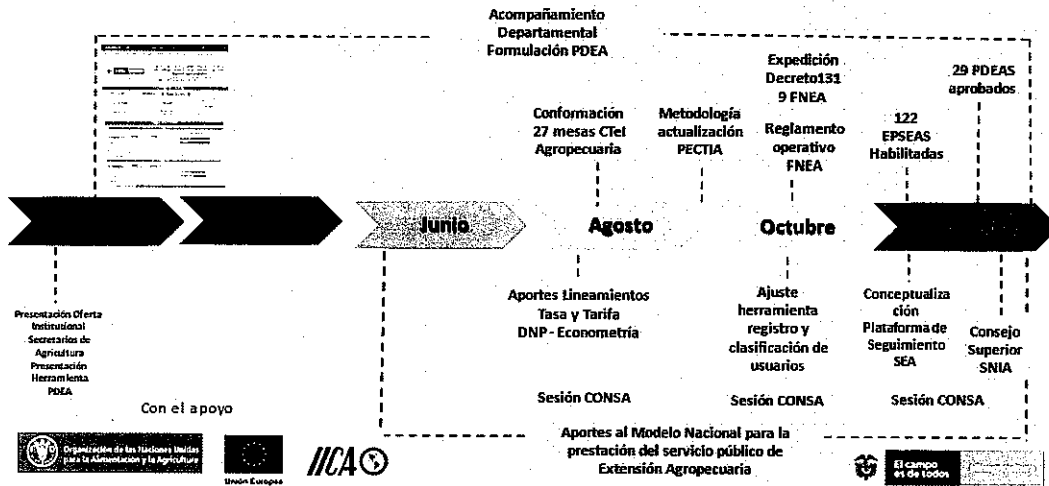 Acompañamiento
Departamental
Formulación PDEA
Conformación
27 mesas CTeI
Agropecuaria
Metodología
actualización
PECTIA
Expedición
Decreto131
9 FNEA
Reglamento
operativo
FNEA
122
EPSEAS
Habilitadas
29 PDEAS
aprobados
Junio
Agosto
Octubre
Presentación Oferta
Institucional
Secretarios de
Agricultura
Presentación
Herramienta
PDEA
Aportes Lineamientos
Tasa y Tarifa
DNP - Econometría
Ajuste
herramienta
registro y
clasificación de
usuarios
Conceptualiza
ción
Plataforma de
Seguimiento
SEA
Consejo
Superior
SNIA
Sesión CONSA
Sesión CONSA
Sesión CONSA
Con el apoyo
Aportes al Modelo Nacional para la
prestación del servicio público de
Extensión Agropecuaria
Organización de las Naciones Unidas
para la Alimentación y la Agricultura
Unión Europea
IICA
El campo
es de todos